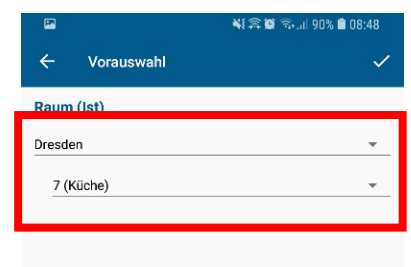 90% 08:48
Vorauswahl
Raum (Ist)
Dresden
7 (Küche)